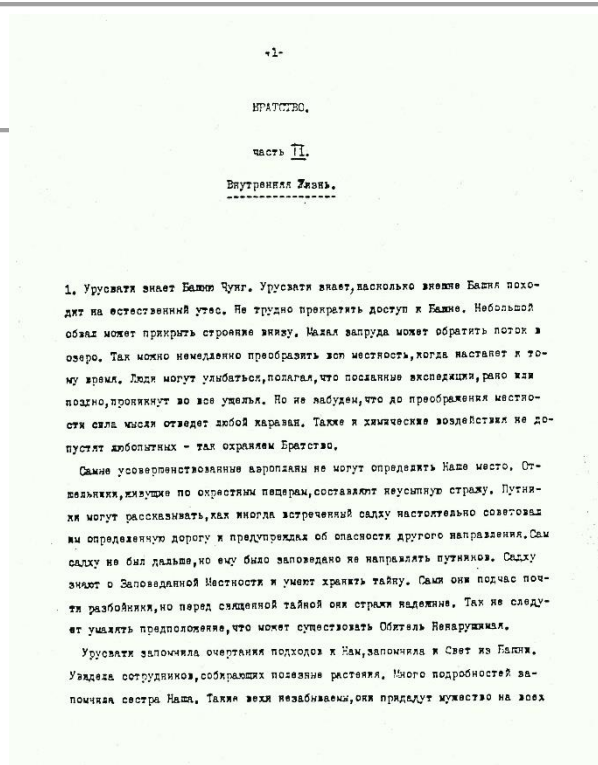 -1-
БРАТСТВО.
часть II.
Внутренняя Жизнь.
1. Урусвати знает Башню Чунг. Урусвати знает,насколько внешне Башня похо-
дит на естественный утес. Не трудно прекратить доступ к Башне. Небольшой
обвал может прикрыть строение внизу. Малая запруда может обратить поток в
озеро. Так можно немедленно преобразить всю местность,когда настанет к то-
му время. Люди могут улыбаться,полагая,что посланные экспедиции,рано или
поздно,проникнут во все ущелья. Но не забудем,что до преображения местно-
сти сила мысли отведет любой караван. Также и химические воздействия не до-
пустят любопытных - так охраняем Братство.
Самые усовершенствованные аэропланы не могут определить Наше место. От-
шельники,живущие по окрестным пещерам,составляют неусыпную стражу. Путни-
ки могут рассказывать,как иногда встреченный садху настоятельно советовал
им определенную дорогу и предупреждал об опасности другого направления.Сам
садху не был дальше,но ему было заповедано не направлять путников. Садху
знают о Заповеданной Местности и умеют хранить тайну. Сами они подчас поч-
ти разбойники,но перед священной тайной они стражи надежные. Так не следу-
ет умалять предположение,что может существовать Обитель Ненарушимая.
Урусвати запомнила очертания подходов к Нам,запомнила и Свет из Башни.
Увидела сотрудников,собирающих полезные растения. Много подробностей за-
помнила сестра Наша. Такие вехи незабываемы,они придадут мужество на всех